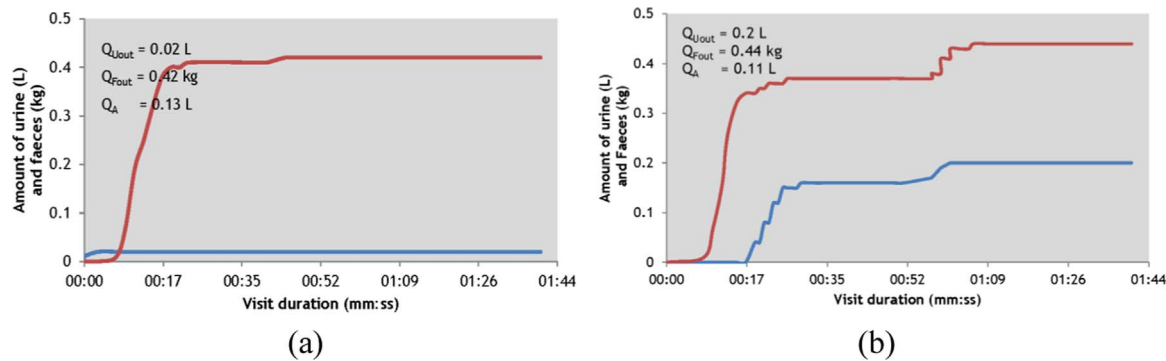 Q_Uout = 0.02 L
Q_Fout = 0.42 kg
Q_A = 0.13 L
Amount of urine (L)
and faeces (kg)
0.5
0.4
0.3
0.2
0.1
0
00:00 00:17 00:35 00:52 01:09 01:26 01:44
Visit duration (mm:ss)
(a)
Q_Uout = 0.2 L
Q_Fout = 0.44 kg
Q_A = 0.11 L
Amount of urine (L)
and Faeces (kg)
0.5
0.4
0.3
0.2
0.1
0
00:00 00:17 00:35 00:52 01:09 01:26 01:44
Visit duration (mm:ss)
(b)